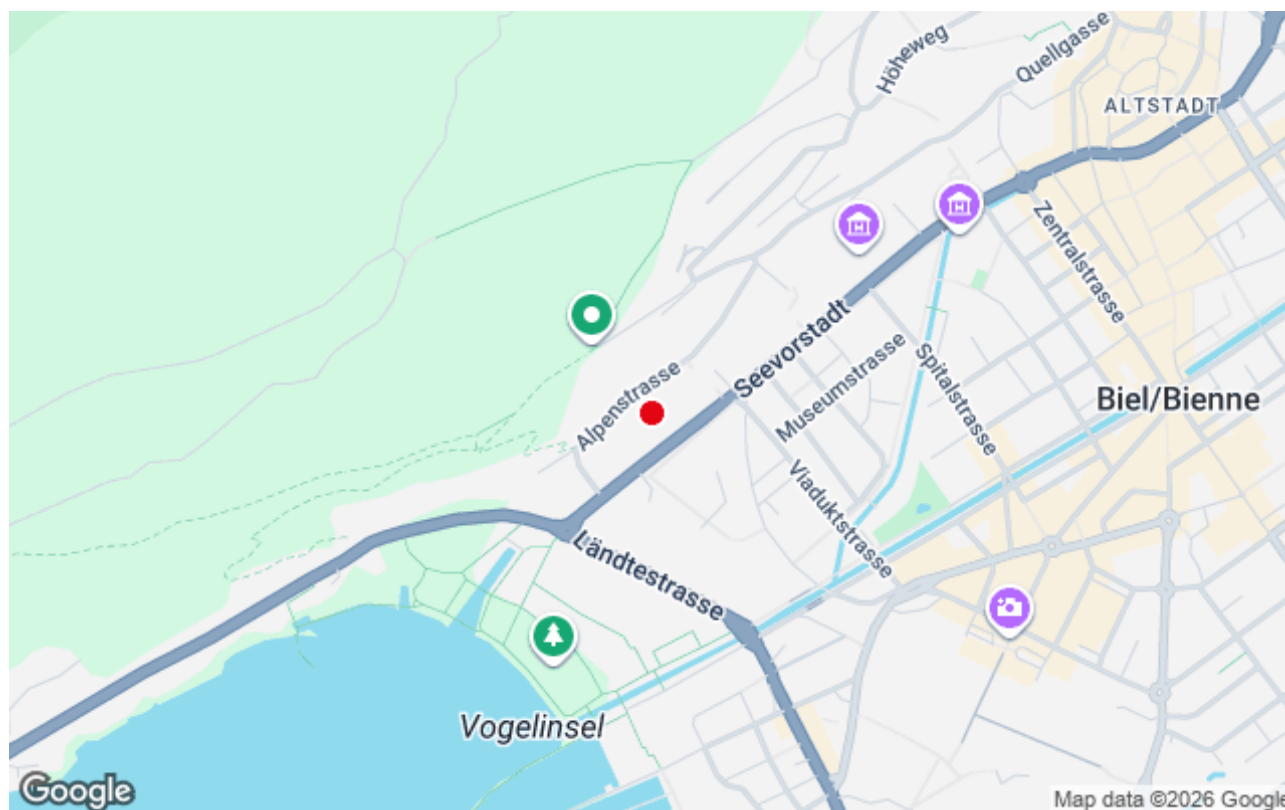 Höheweg
Quellgasse
ALTSTADT
Zentralstrasse
Seevorstadt
Museumstrasse
Spitalstrasse
Alpenstrasse
Biel/Bienne
Viaduktstrasse
Ländtestrasse
Vogelinsel
Google
Map data ©2026 Google